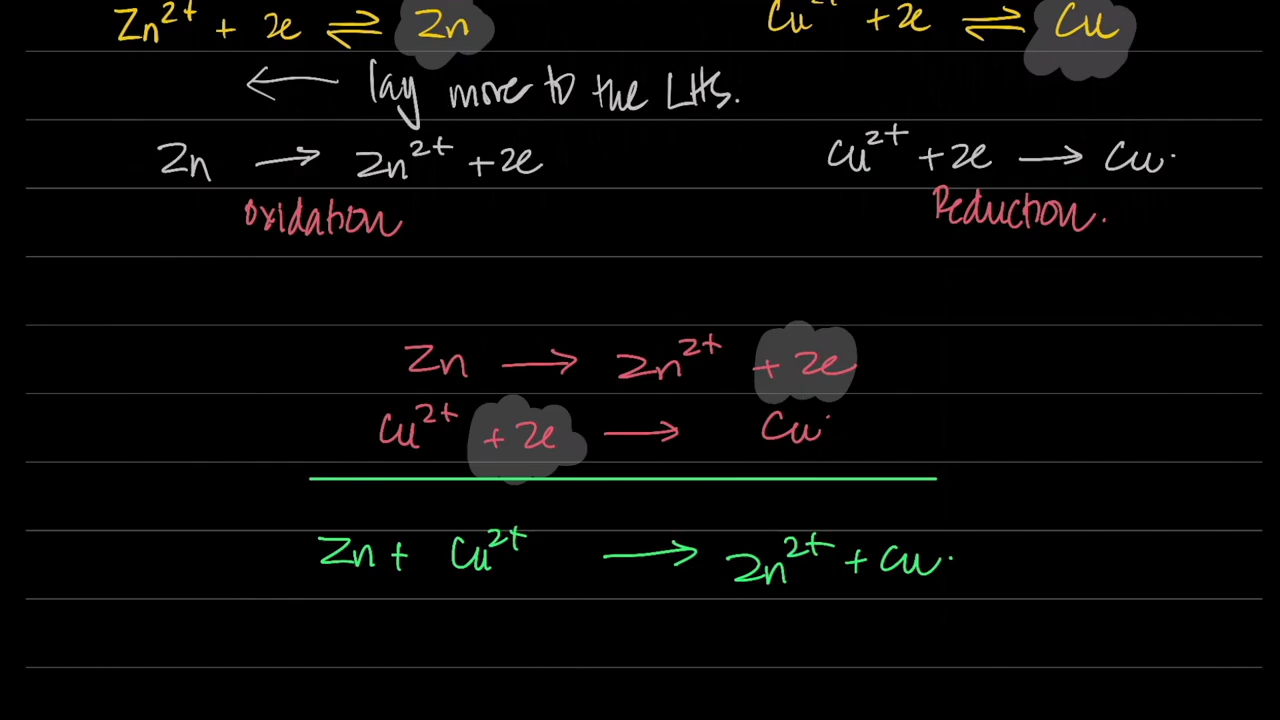 Zn²⁺ + 2e ⇌ Zn
Cu²⁺ + 2e ⇌ Cu
← lay more to the LHS.
Zn → Zn²⁺ + 2e
Cu²⁺ + 2e → Cu.
Oxidation
Reduction.
Zn → Zn²⁺ + 2e
Cu²⁺ + 2e → Cu.
Zn + Cu²⁺ → Zn²⁺ + Cu.